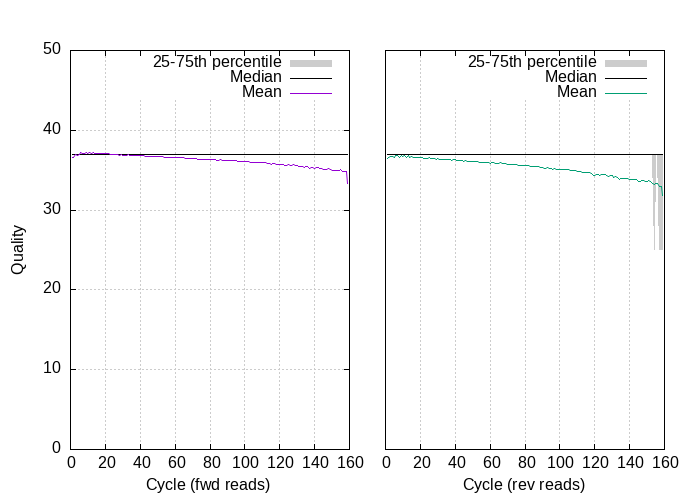 50
40
30
20
10
0
Quality
25-75th percentile
Median
Mean
0 20 40 60 80 100 120 140 160
Cycle (fwd reads)
25-75th percentile
Median
Mean
0 20 40 60 80 100 120 140 160
Cycle (rev reads)